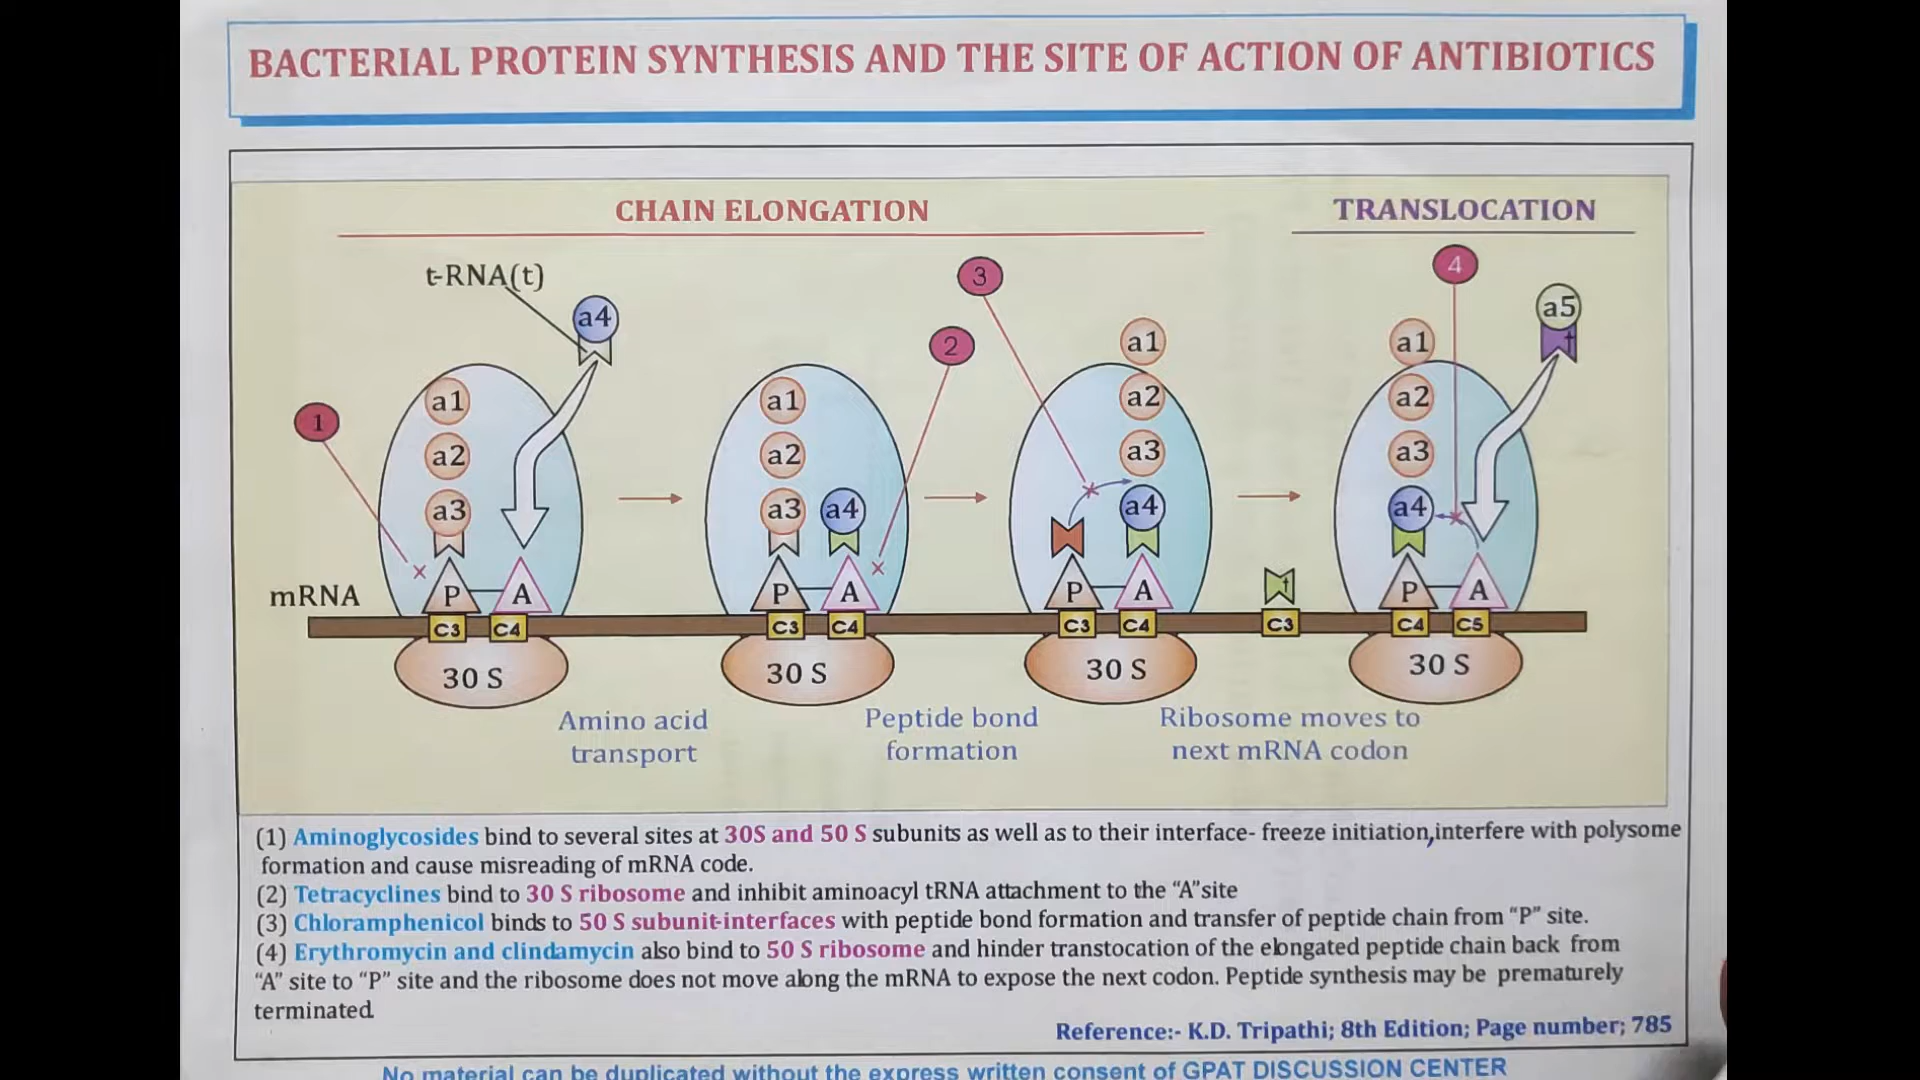 BACTERIAL PROTEIN SYNTHESIS AND THE SITE OF ACTION OF ANTIBIOTICS
CHAIN ELONGATION
TRANSLOCATION
t-RNA(t)
a4
1
a1
a2
a3
P
A
mRNA
C3
C4
30 S
2
a1
a2
a3
a4
P
A
C3
C4
30 S
3
a1
a2
a3
a4
P
A
C3
C4
30 S
t
C3
4
a5
t
a1
a2
a3
a4
P
A
C4
C5
30 S
Amino acid
transport
Peptide bond
formation
Ribosome moves to
next mRNA codon
(1) Aminoglycosides bind to several sites at 30S and 50 S subunits as well as to their interface- freeze initiation,interfere with polysome
formation and cause misreading of mRNA code.
(2) Tetracyclines bind to 30 S ribosome and inhibit aminoacyl tRNA attachment to the “A”site
(3) Chloramphenicol binds to 50 S subunit-interfaces with peptide bond formation and transfer of peptide chain from “P” site.
(4) Erythromycin and clindamycin also bind to 50 S ribosome and hinder transtocation of the elongated peptide chain back from
“A” site to “P” site and the ribosome does not move along the mRNA to expose the next codon. Peptide synthesis may be prematurely
terminated.
Reference:- K.D. Tripathi; 8th Edition; Page number; 785
No material can be duplicated without the express written consent of GPAT DISCUSSION CENTER